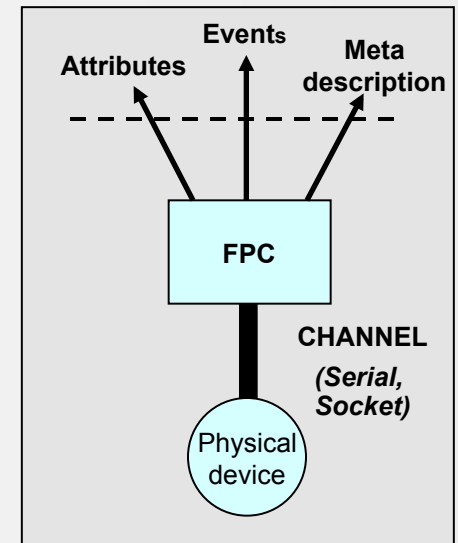 Events
Attributes
Meta
description
FPC
CHANNEL
(Serial,
Socket)
Physical
device